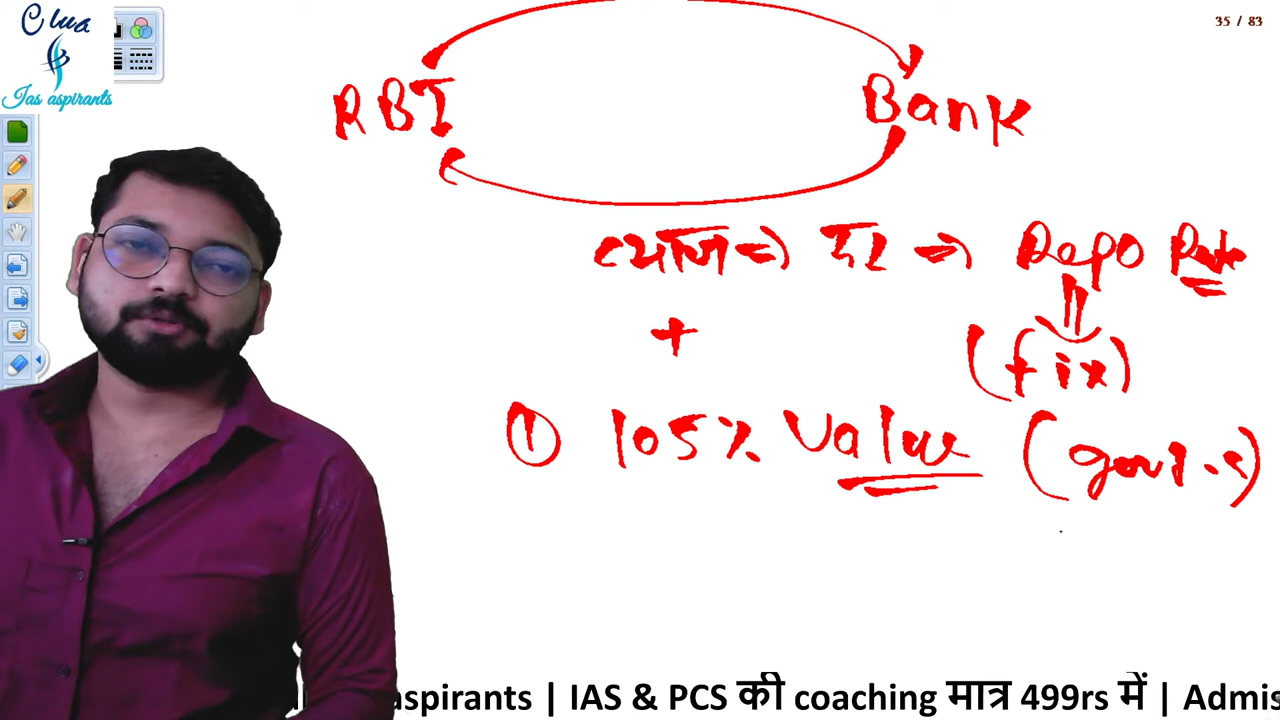 Clwa
Ias aspirants
35 / 83
RBI
Bank
ब्याज दर ⇒ Repo Rate
+
(fix)
① 105% Value (govt.s)
aspirants | IAS & PCS की coaching मात्र 499rs में | Admis